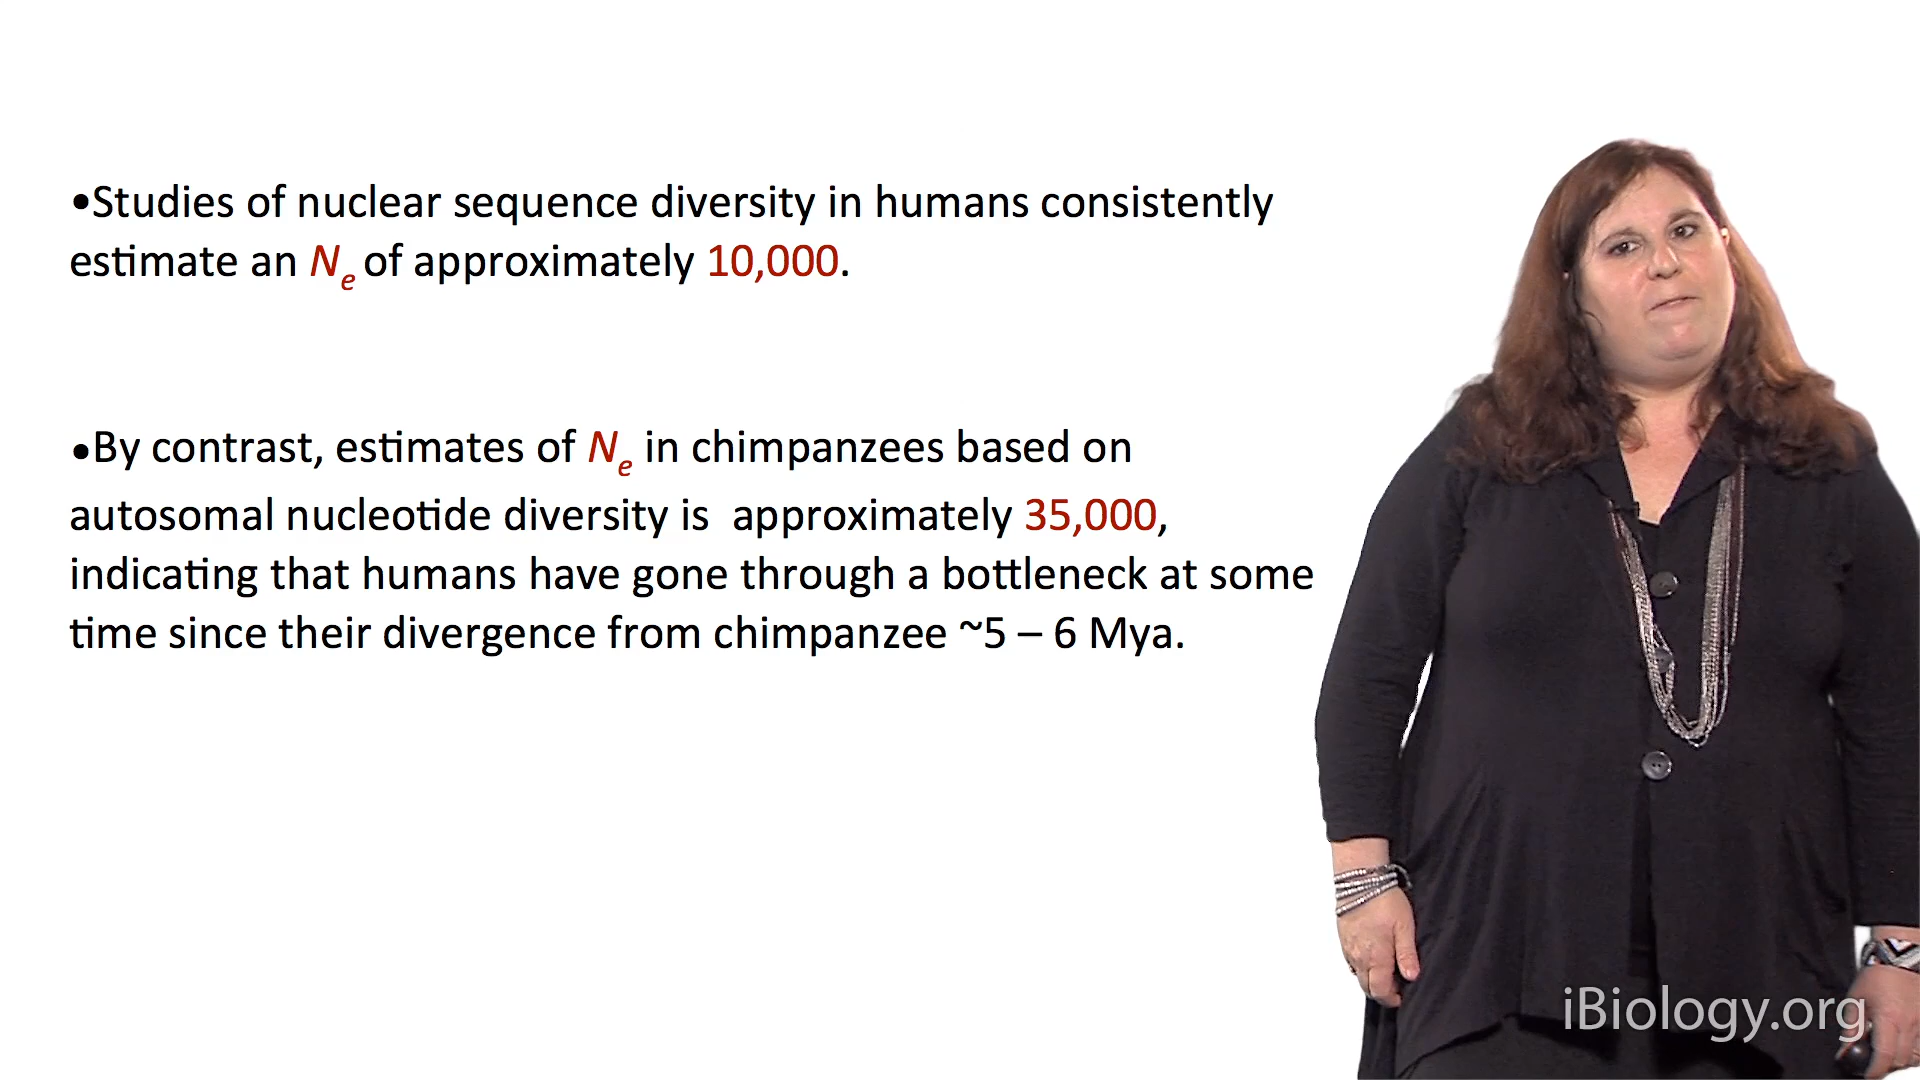 •Studies of nuclear sequence diversity in humans consistently
estimate an Ne of approximately 10,000.
•By contrast, estimates of Ne in chimpanzees based on
autosomal nucleotide diversity is  approximately 35,000,
indicating that humans have gone through a bottleneck at some
time since their divergence from chimpanzee ~5 – 6 Mya.
iBiology.org